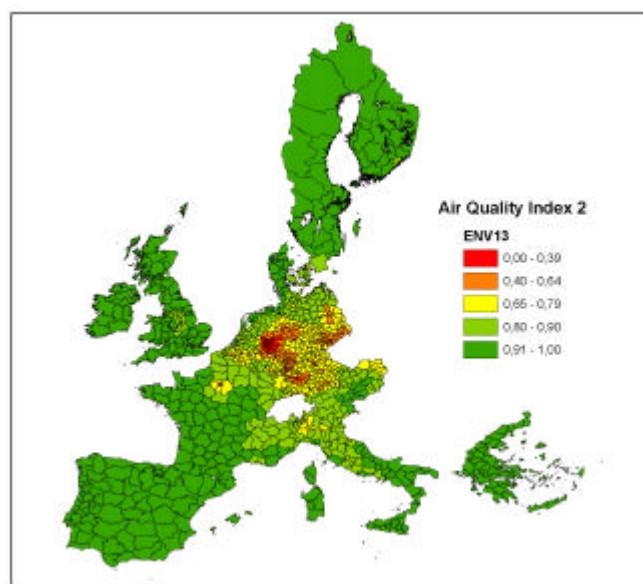 Air Quality Index 2
ENV13
0,00 - 0,39
0,40 - 0,64
0,65 - 0,79
0,80 - 0,90
0,91 - 1,00